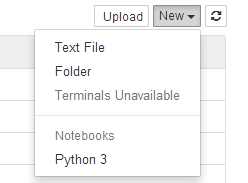 Upload New
Text File
Folder
Terminals Unavailable
Notebooks
Python 3